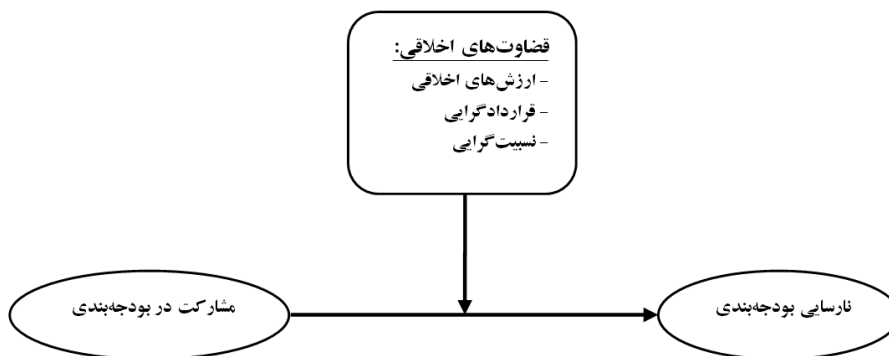 قضاوت‌های اخلاقی:
- ارزش‌های اخلاقی
- قراردادگرایی
- نسبیت‌گرایی
مشارکت در بودجه‌بندی
نارسایی بودجه‌بندی